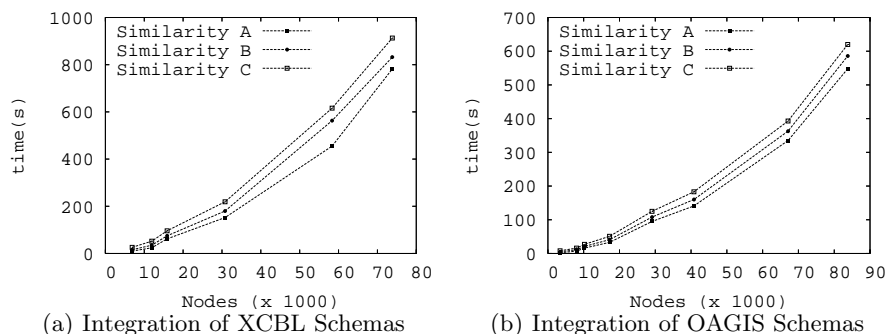 1000
800
600
400
200
0
time(s)
Similarity A
Similarity B
Similarity C
0 10 20 30 40 50 60 70 80
Nodes (x 1000)
(a) Integration of XCBL Schemas
700
600
500
400
300
200
100
0
time(s)
Similarity A
Similarity B
Similarity C
0 10 20 30 40 50 60 70 80 90
Nodes (x 1000)
(b) Integration of OAGIS Schemas